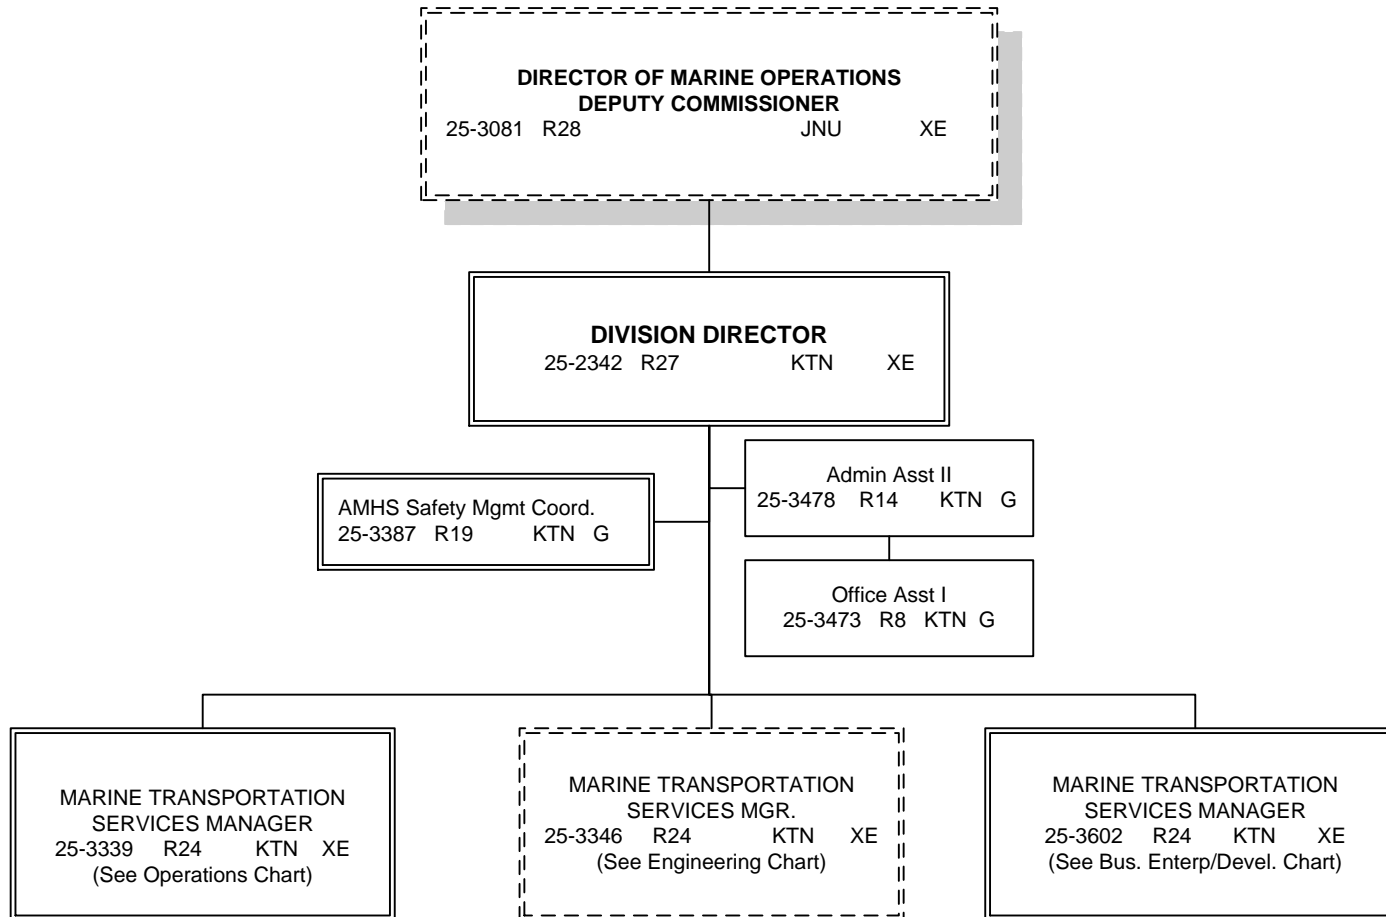 DIRECTOR OF MARINE OPERATIONS
DEPUTY COMMISSIONER
25-3081 R28 JNU XE
DIVISION DIRECTOR
25-2342 R27 KTN XE
Admin Asst II
25-3478 R14 KTN G
AMHS Safety Mgmt Coord.
25-3387 R19 KTN G
Office Asst I
25-3473 R8 KTN G
MARINE TRANSPORTATION
SERVICES MANAGER
25-3339 R24 KTN XE
(See Operations Chart)
MARINE TRANSPORTATION
SERVICES MGR.
25-3346 R24 KTN XE
(See Engineering Chart)
MARINE TRANSPORTATION
SERVICES MANAGER
25-3602 R24 KTN XE
(See Bus. Enterp/Devel. Chart)